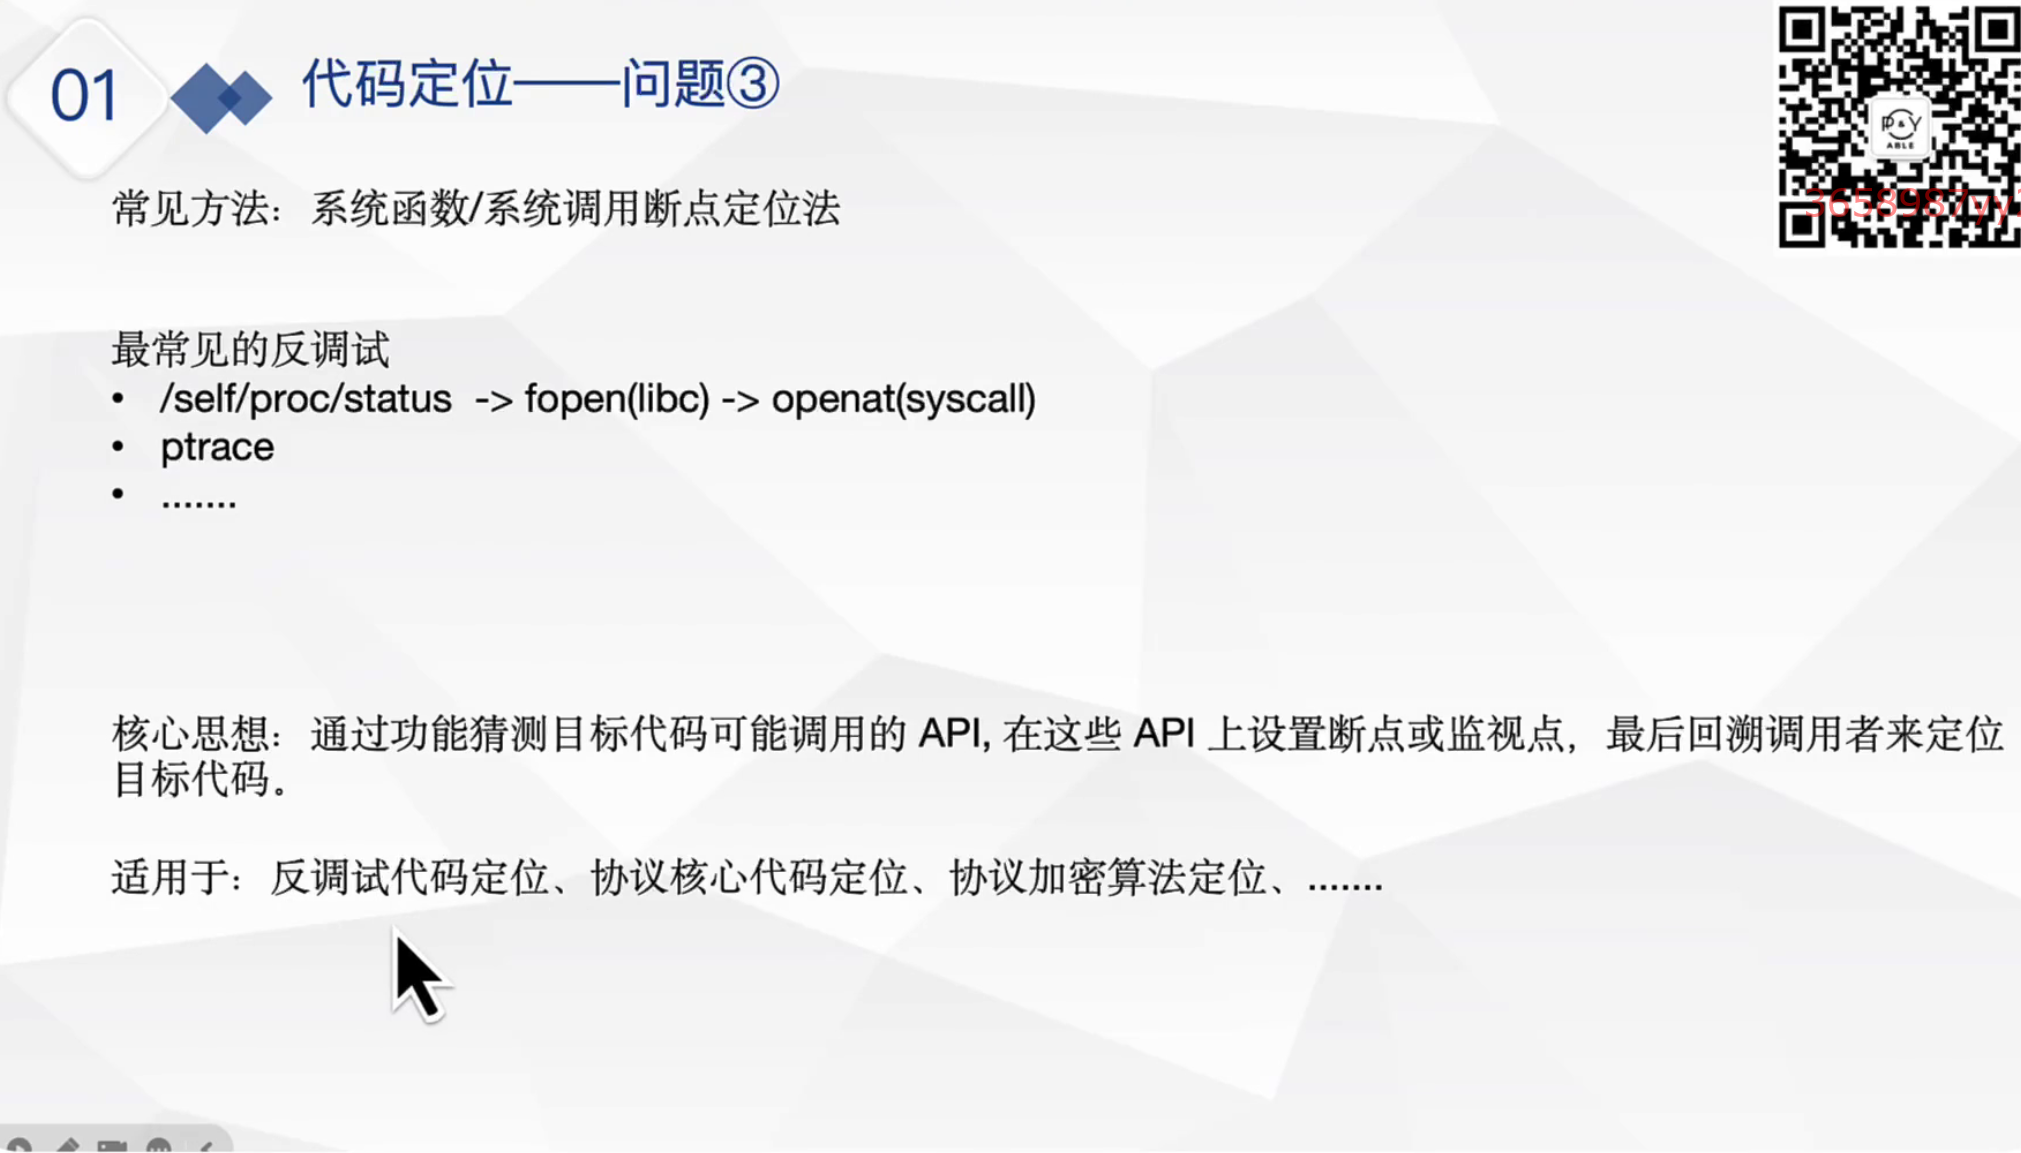 01
代码定位——问题③
P&Y
ABLE
3658987yy
常见方法： 系统函数/系统调用断点定位法
最常见的反调试
• /self/proc/status -> fopen(libc) -> openat(syscall)
• ptrace
• .......
核心思想： 通过功能猜测目标代码可能调用的 API, 在这些 API 上设置断点或监视点，最后回溯调用者来定位
目标代码。
适用于：反调试代码定位、协议核心代码定位、协议加密算法定位、.......